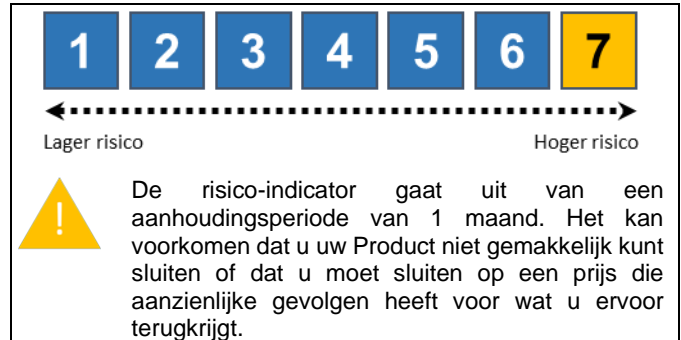 1 2 3 4 5 6 7
Lager risico Hoger risico
De risico-indicator gaat uit van een
aanhoudingsperiode van 1 maand. Het kan
voorkomen dat u uw Product niet gemakkelijk kunt
sluiten of dat u moet sluiten op een prijs die
aanzienlijke gevolgen heeft voor wat u ervoor
terugkrijgt.